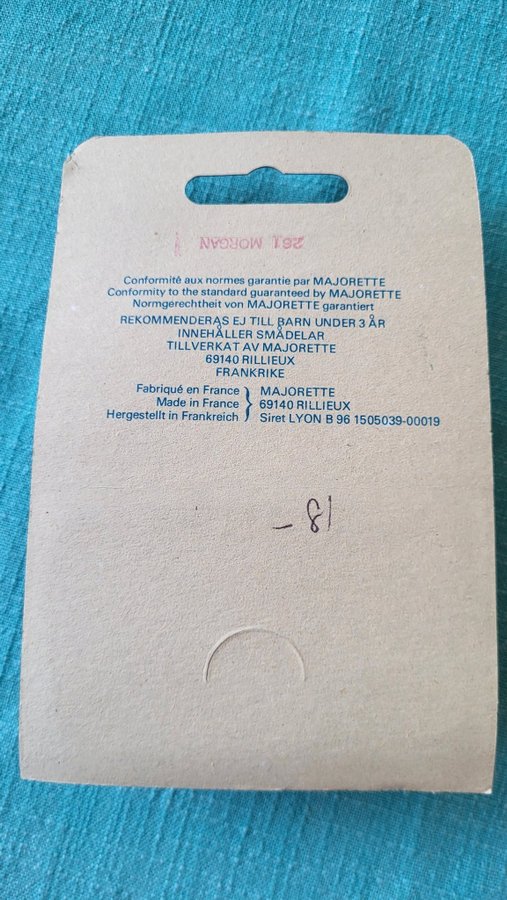 261 MORGAN
Conformité aux normes garantie par MAJORETTE
Conformity to the standard guaranteed by MAJORETTE
Normgerechtheit von MAJORETTE garantiert
REKOMMENDERAS EJ TILL BARN UNDER 3 ÅR
INNEHÅLLER SMÅDELAR
TILLVERKAT AV MAJORETTE
69140 RILLIEUX
FRANKRIKE
Fabriqué en France } MAJORETTE
Made in France } 69140 RILLIEUX
Hergestellt in Frankreich } Siret LYON B 96 1505039-00019
18 -